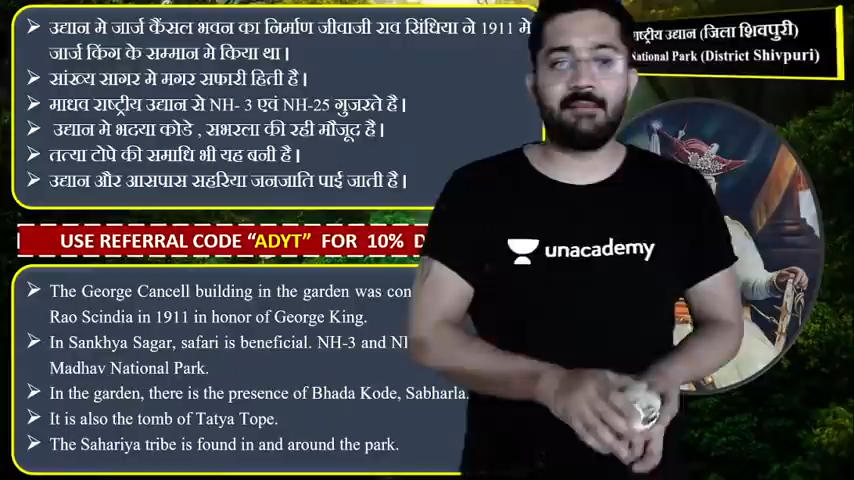 उद्यान मे जार्ज कैंसल भवन का निर्माण जीवाजी राव सिंधिया ने 1911 मे
जार्ज किंग के सम्मान मे किया था |
राष्ट्रीय उद्यान (जिला शिवपुरी)
National Park (District Shivpuri)
सांख्य सागर मे मगर सफारी हिती है |
माधव राष्ट्रीय उद्यान से NH- 3 एवं NH-25 गुजरते है |
उद्यान मे भदया कोडे , सभरला की रही मौजूद है |
तत्या टोपे की समाधि भी यह बनी है |
उद्यान और आसपास सहरिया जनजाति पाई जाती है |
USE REFERRAL CODE “ADYT” FOR 10%
unacademy
The George Cancell building in the garden was
Rao Scindia in 1911 in honor of George King.
In Sankhya Sagar, safari is beneficial. NH-3 and
Madhav National Park.
In the garden, there is the presence of Bhada Kode, Sabharla.
It is also the tomb of Tatya Tope.
The Sahariya tribe is found in and around the park.